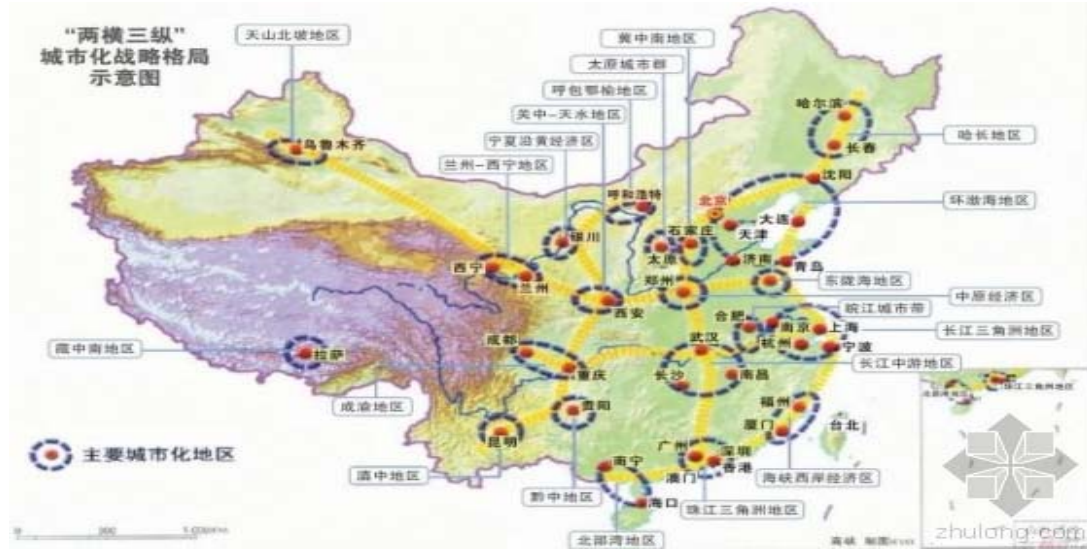 “两横三纵”
城市化战略格局
示意图
天山北坡地区
冀中南地区
太原城市群
呼包鄂榆地区
关中-天水地区
宁夏沿黄经济区
兰州-西宁地区
哈尔滨
哈长地区
长春
沈阳
乌鲁木齐
呼和浩特
北京
环渤海地区
大连
天津
银川
石家庄
太原
济南
青岛
西宁
兰州
郑州
东陇海地区
中原经济区
西安
皖江城市带
合肥
南京
上海
长江三角洲地区
藏中南地区
拉萨
成都
武汉
杭州
宁波
重庆
长沙
南昌
长江中游地区
成渝地区
贵阳
福州
厦门
台北
昆明
主要城市化地区
滇中地区
南宁
广州
深圳
香港
澳门
海峡西岸经济区
黔中地区
海口
珠江三角洲地区
北部湾地区
珠江三角洲地区
zhulong.com